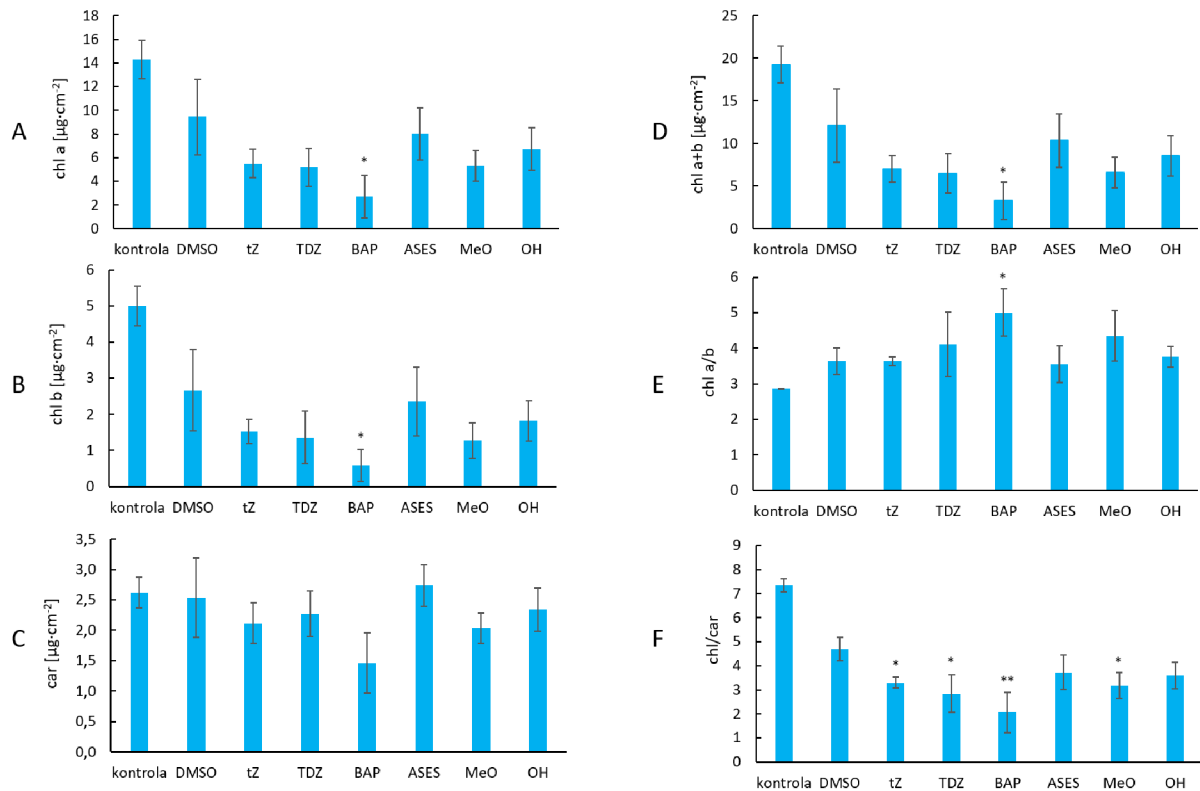 A
chl a [µg·cm-2]
18
16
14
12
10
8
6
4
2
0
*
kontrola DMSO tZ TDZ BAP ASES MeO OH
B
chl b [µg·cm-2]
6
5
4
3
2
1
0
*
kontrola DMSO tZ TDZ BAP ASES MeO OH
C
car [µg·cm-2]
3,5
3,0
2,5
2,0
1,5
1,0
0,5
0,0
kontrola DMSO tZ TDZ BAP ASES MeO OH
D
chl a+b [µg·cm-2]
25
20
15
10
5
0
*
kontrola DMSO tZ TDZ BAP ASES MeO OH
E
chl a/b
6
5
4
3
2
1
0
*
kontrola DMSO tZ TDZ BAP ASES MeO OH
F
chl/car
9
8
7
6
5
4
3
2
1
0
* * ** *
kontrola DMSO tZ TDZ BAP ASES MeO OH